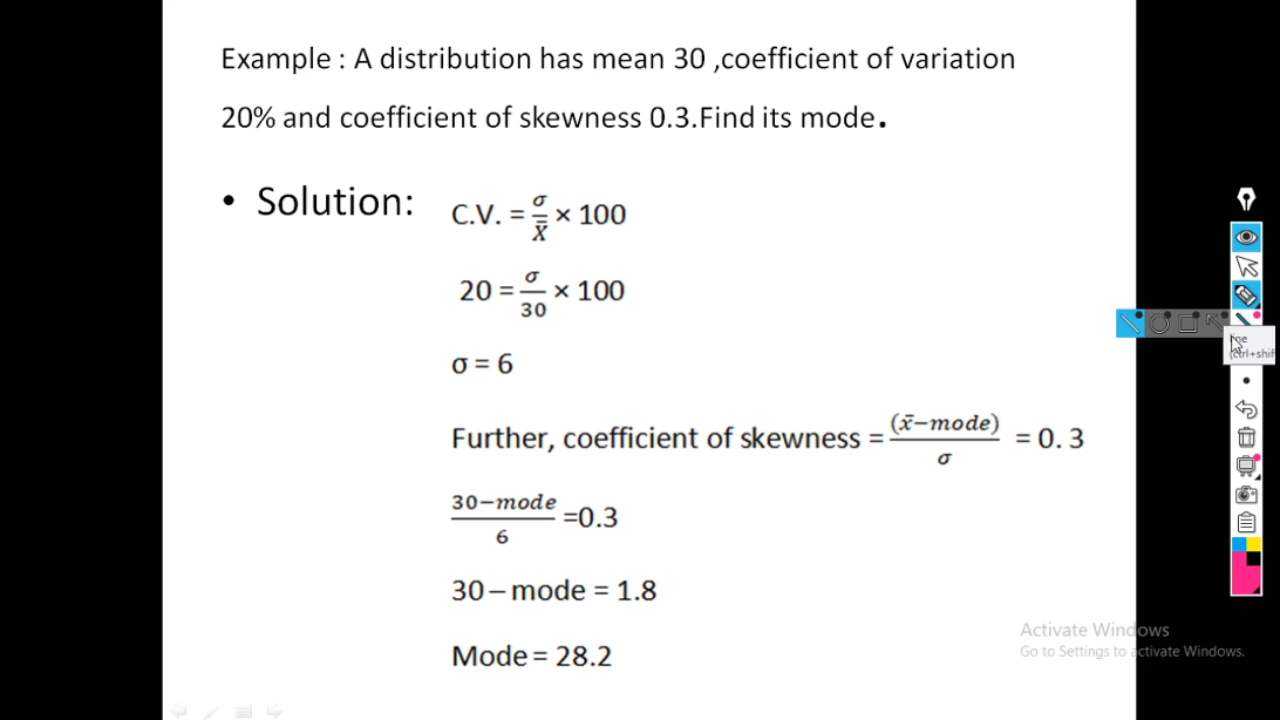 Example : A distribution has mean 30 ,coefficient of variation
20% and coefficient of skewness 0.3.Find its mode.
• Solution:
C.V. = σ/X̄ × 100
20 = σ/30 × 100
σ = 6
Further, coefficient of skewness = (x̄−mode)/σ = 0.3
30−mode/6 =0.3
30 – mode = 1.8
Mode = 28.2
(ctrl+shif
Activate Windows
Go to Settings to activate Windows.